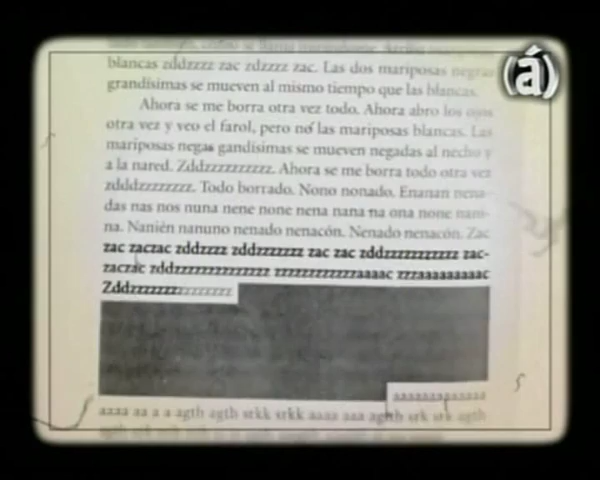 (á)
blancas zddzzzz zac zdzzzz zac. Las dos mariposas negras
grandísimas se mueven al mismo tiempo que las blancas.
Ahora se me borra otra vez todo. Ahora abro los ojos
otra vez y veo el farol, pero no las mariposas blancas. Las
mariposas negas gandísimas se mueven negadas al necho y
a la nared. Zddzzzzzzzzzz. Ahora se me borra todo otra vez
zdddzzzzzzzz. Todo borrado. Nono nonado. Enanan nena-
das nas nos nuna nene none nena nana na ona none nani-
na. Nanién nanuno nenado nenacón. Nenado nenacón. Zac
zac zaczac zddzzzz zddzzzzzzz zac zac zddzzzzzzzzzzz zac-
zaczac zddzzzzzzzzzzzzzzz zzzzzzzzzzzzaaaac zzzaaaaaaaaac
Zddzzzzzzzzzzzzzzzz
aaaaaaaaaaaaa
aaaa aa a a agth agth srkk srkk aaaa aaa agagth srk srk agth